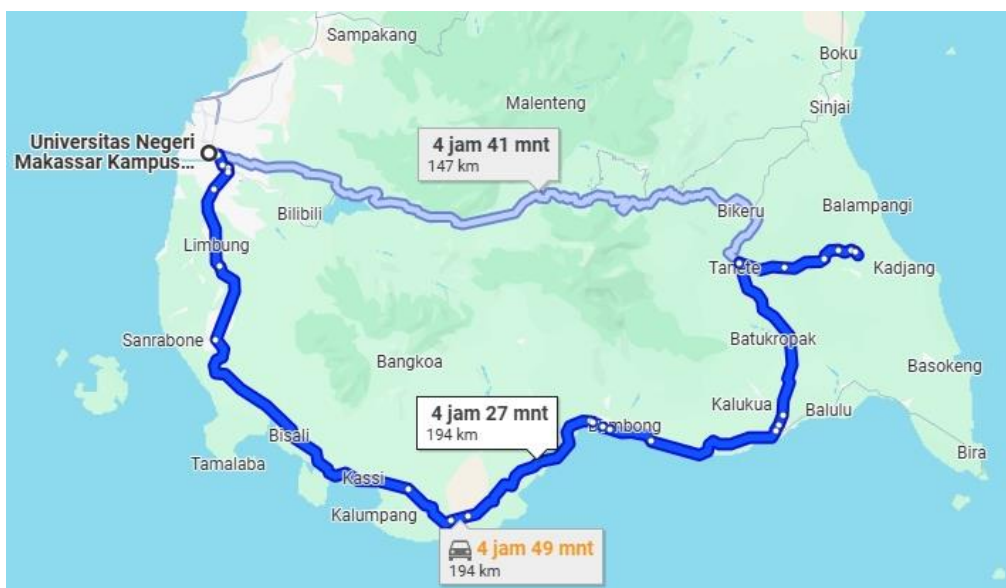 Sampakang
Boku
Malenteng
Sinjai
Universitas Negeri
Makassar Kampus...
4 jam 41 mnt
147 km
Bilibili
Bikeru
Balampangi
Limbung
Tanete
Kadjang
Sanrabone
Batukropak
Bangkoa
Basokeng
4 jam 27 mnt
194 km
Kalukua
Balulu
Bisali
Bombong
Tamalaba
Bira
Kassi
Kalumpang
4 jam 49 mnt
194 km